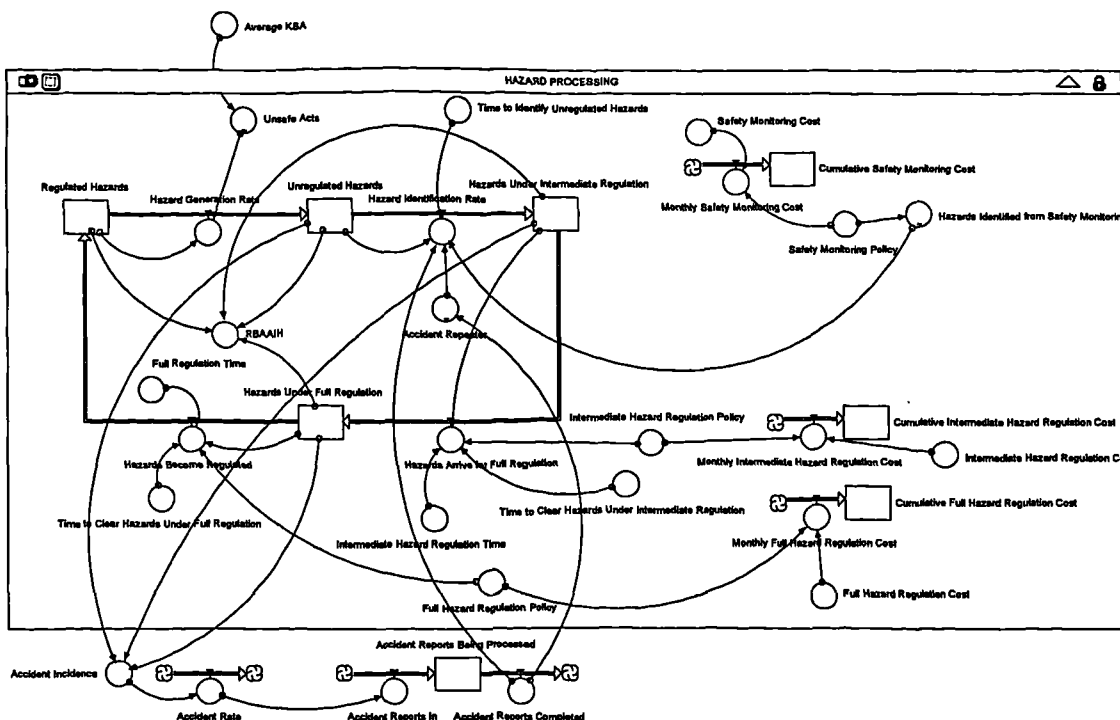 Average KSA
HAZARD PROCESSING
Unsafe Acts
Time to Identify Unregulated Hazards
Safety Monitoring Cost
Cumulative Safety Monitoring Cost
Regulated Hazards
Hazard Generation Rate
Unregulated Hazards
Hazard Identification Rate
Hazards Under Intermediate Regulation
Monthly Safety Monitoring Cost
Hazards Identified from Safety Monitorin
Safety Monitoring Policy
RBAAIH
Accident Repeater
Full Regulation Time
Hazards Under Full Regulation
Intermediate Hazard Regulation Policy
Cumulative Intermediate Hazard Regulation Cost
Hazards Become Regulated
Hazards Arrive for Full Regulation
Monthly Intermediate Hazard Regulation Cost
Intermediate Hazard Regulation C
Time to Clear Hazards Under Full Regulation
Time to Clear Hazards Under Intermediate Regulation
Cumulative Full Hazard Regulation Cost
Intermediate Hazard Regulation Time
Monthly Full Hazard Regulation Cost
Full Hazard Regulation Policy
Full Hazard Regulation Cost
Accident Reports Being Processed
Accident Incidence
Accident Rate
Accident Reports In
Accident Reports Completed